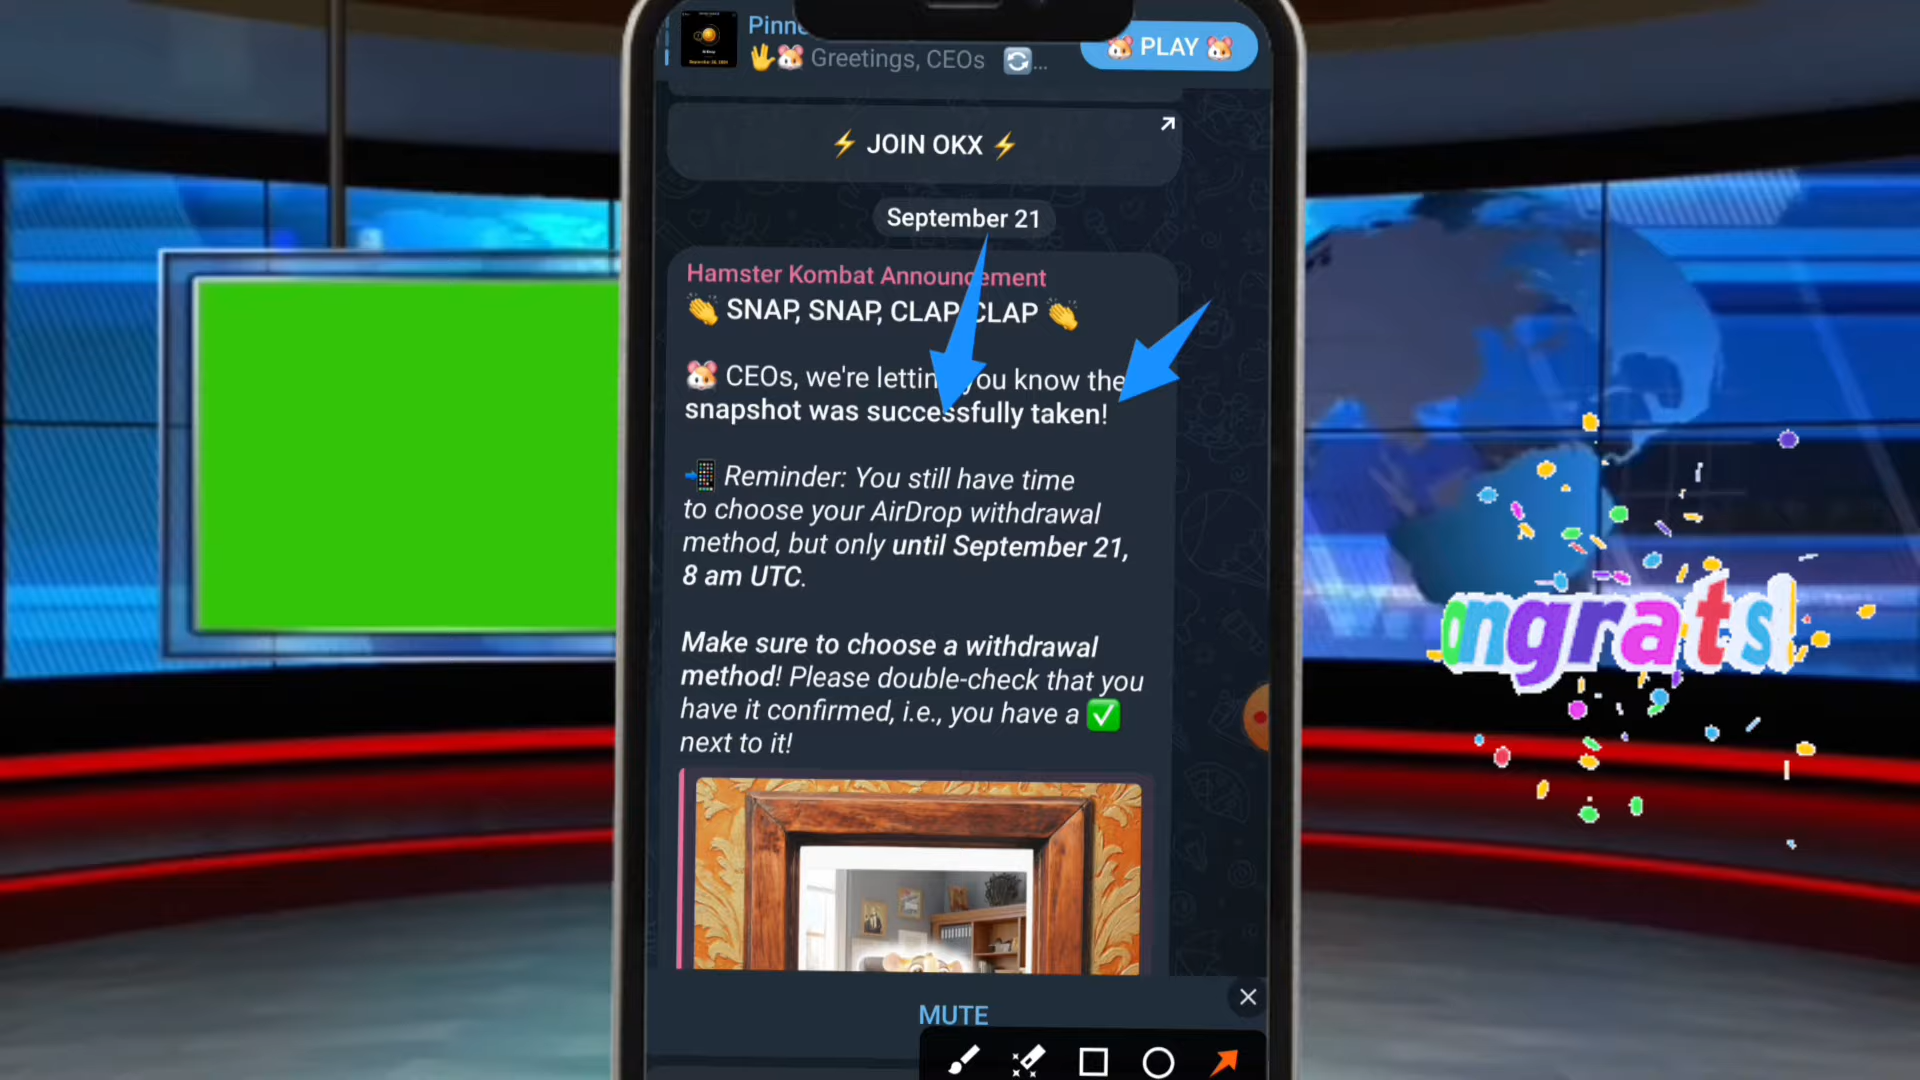 Pinne
🖖🐹 Greetings, CEOs 🔄...
🐹 PLAY 🐹
⚡ JOIN OKX ⚡
September 21
Hamster Kombat Announcement
👏 SNAP, SNAP, CLAP, CLAP 👏
🐹 CEOs, we're letting you know the
snapshot was successfully taken!
📲 Reminder: You still have time
to choose your AirDrop withdrawal
method, but only until September 21,
8 am UTC.
Make sure to choose a withdrawal
method! Please double-check that you
have it confirmed, i.e., you have a ✅
next to it!
ongrats!
MUTE